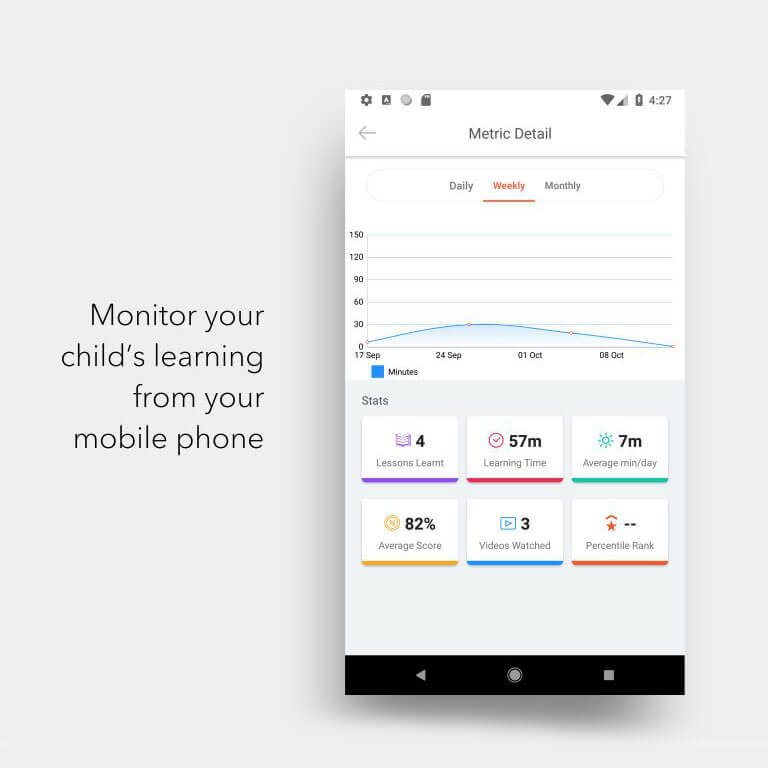 Monitor your
child's learning
from your
mobile phone
4:27
Metric Detail
Daily Weekly Monthly
150
120
90
60
30
0
17 Sep 24 Sep 01 Oct 08 Oct
Minutes
Stats
4 57m 7m
Lessons Learnt Learning Time Average min/day
82% 3 --
Average Score Videos Watched Percentile Rank